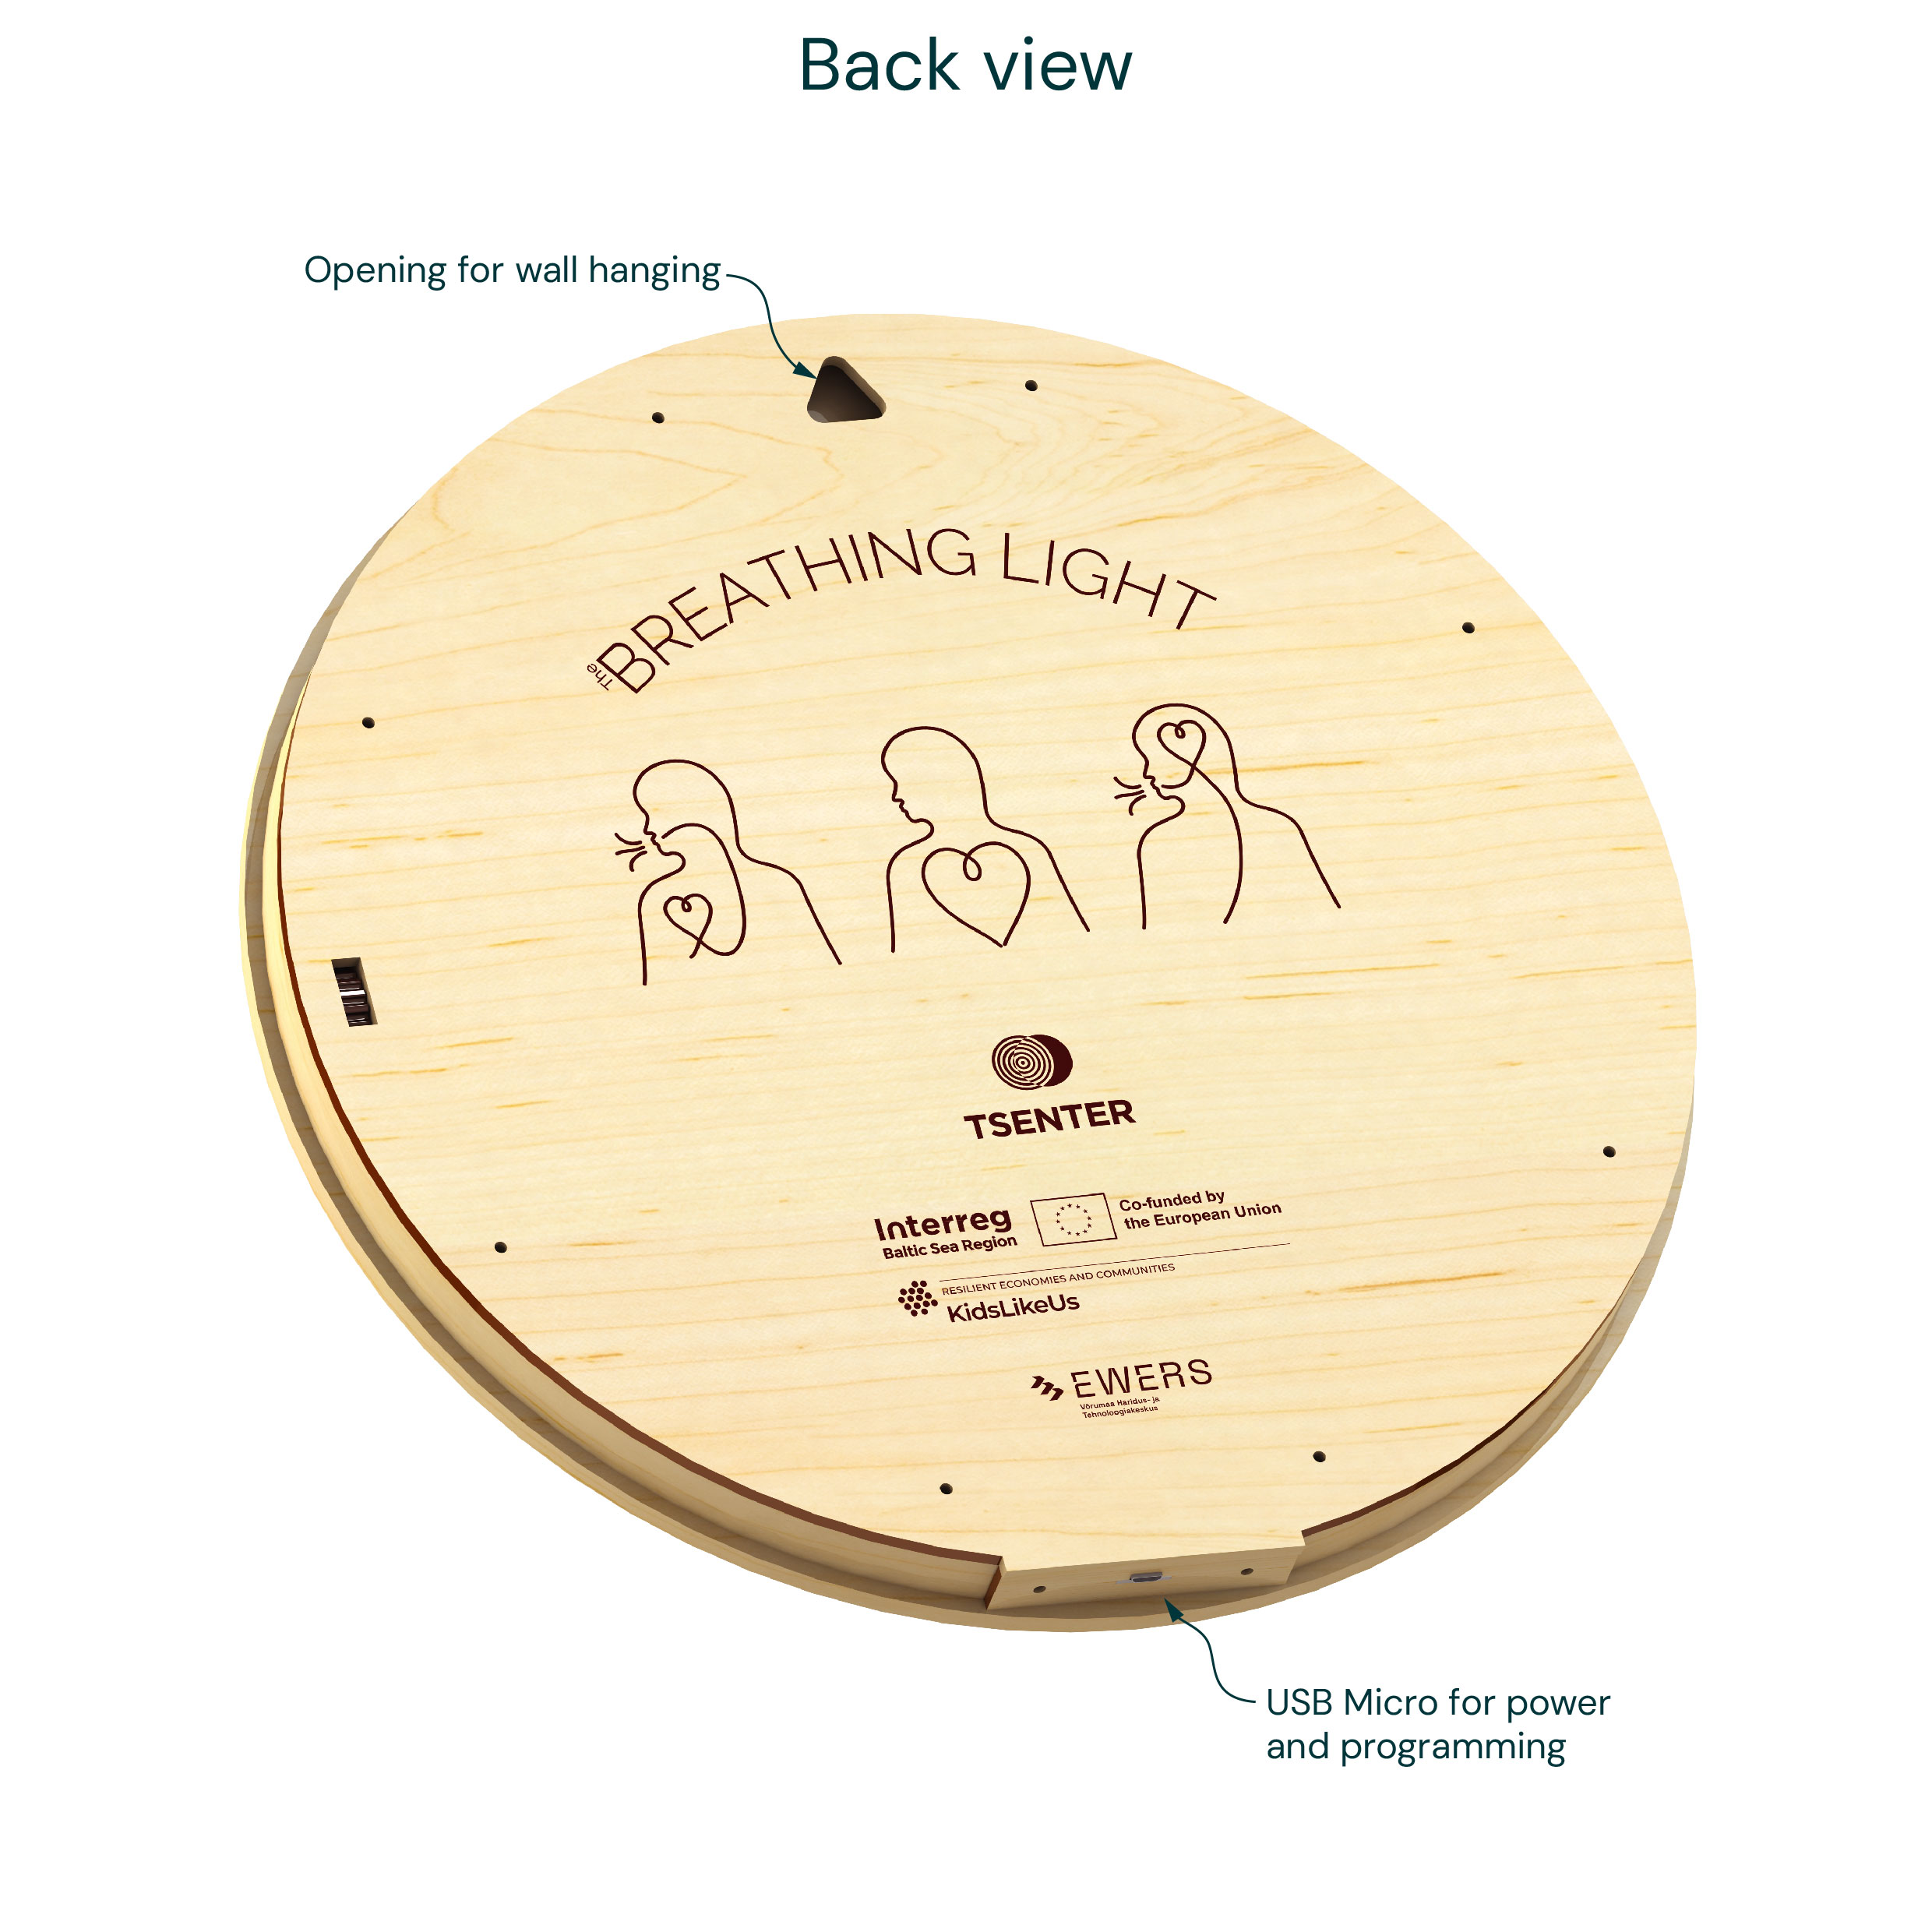 Back view
Opening for wall hanging
The BREATHING LIGHT
TSENTER
Interreg
Baltic Sea Region
Co-funded by
the European Union
RESILIENT ECONOMIES AND COMMUNITIES
KidsLikeUs
EWERS
Võrumaa Haridus- ja
Tehnoloogiakeskus
USB Micro for power
and programming